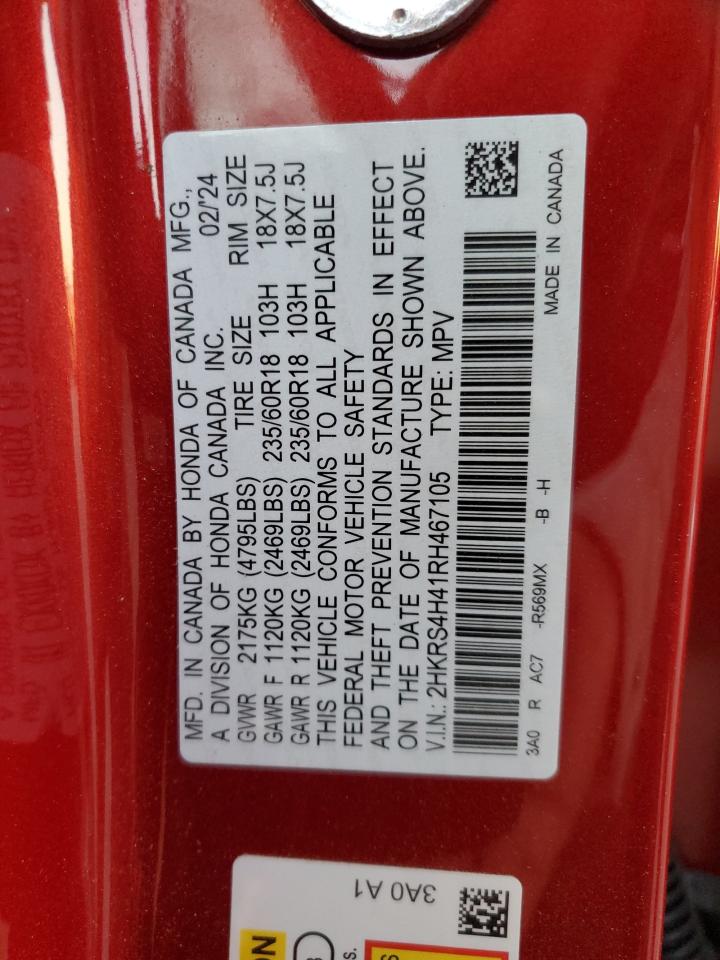 MFD. IN CANADA BY HONDA OF CANADA MFG.,
A DIVISION OF HONDA CANADA INC. 02/'24
GVWR 2175KG (4795LBS) TIRE SIZE RIM SIZE
GAWR F 1120KG (2469LBS) 235/60R18 103H 18X7.5J
GAWR R 1120KG (2469LBS) 235/60R18 103H 18X7.5J
THIS VEHICLE CONFORMS TO ALL APPLICABLE
FEDERAL MOTOR VEHICLE SAFETY
AND THEFT PREVENTION STANDARDS IN EFFECT
ON THE DATE OF MANUFACTURE SHOWN ABOVE.
V.I.N.: 2HKRS4H41RH467105 TYPE: MPV
3A0 R AC7 -R569MX -B -H MADE IN CANADA
3A0 A1